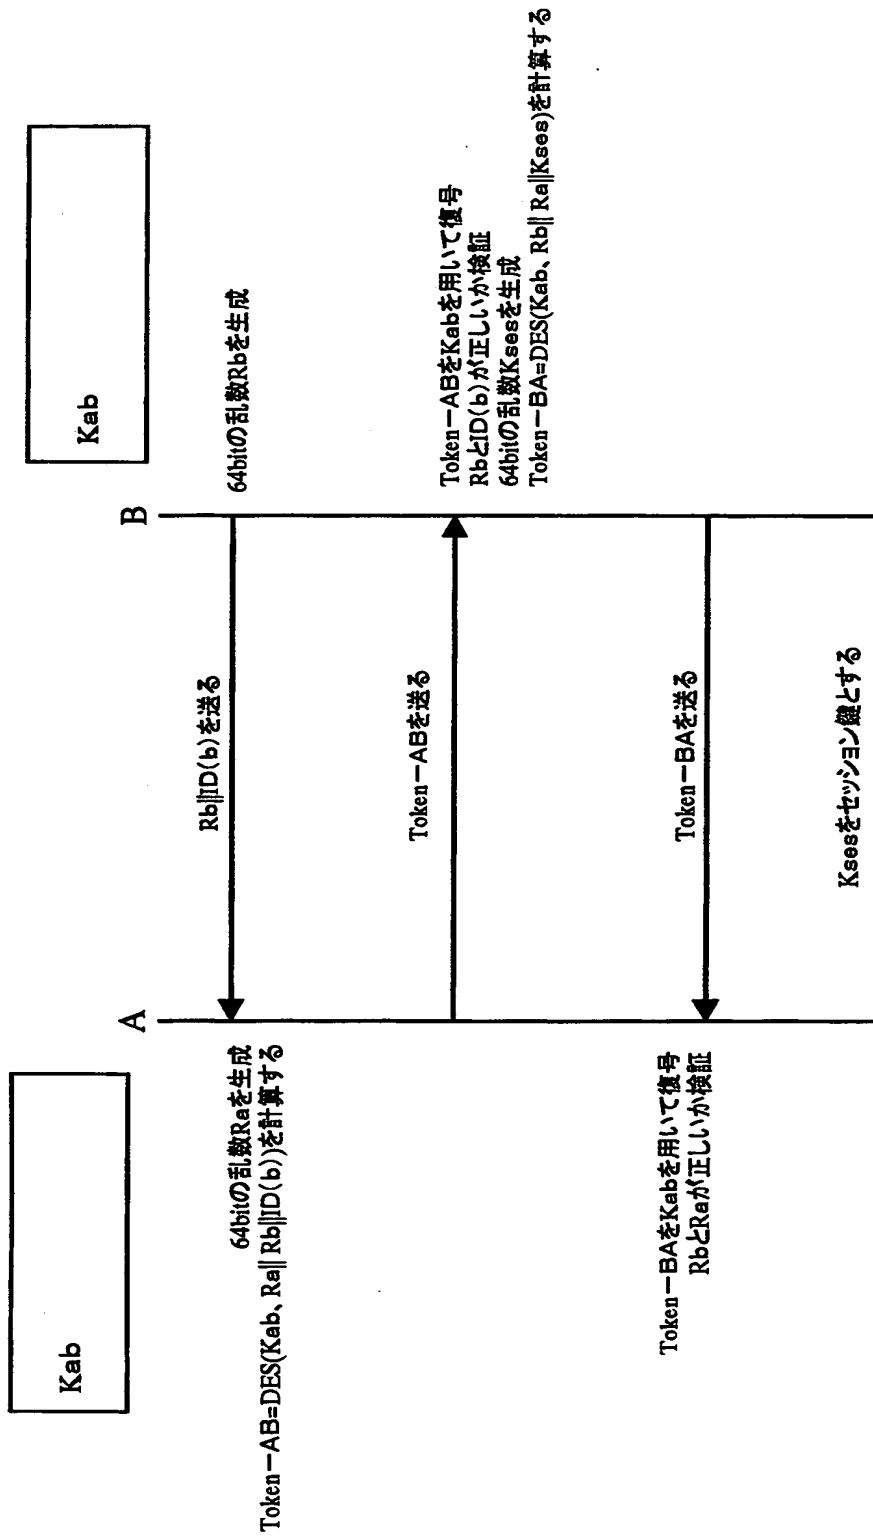 Kab
Kab
A
B
64bitの乱数Rbを生成
Rb||ID(b)を送る
64bitの乱数Raを生成
Token-AB=DES(Kab、Ra|| Rb||ID(b))を計算する
Token-ABを送る
Token-ABをKabを用いて復号
RbとID(b)が正しいか検証
64bitの乱数Ksesを生成
Token-BA=DES(Kab、Rb|| Ra||Kses)を計算する
Token-BAを送る
Token-BAをKabを用いて復号
RbとRaが正しいか検証
Ksesをセッション鍵とする